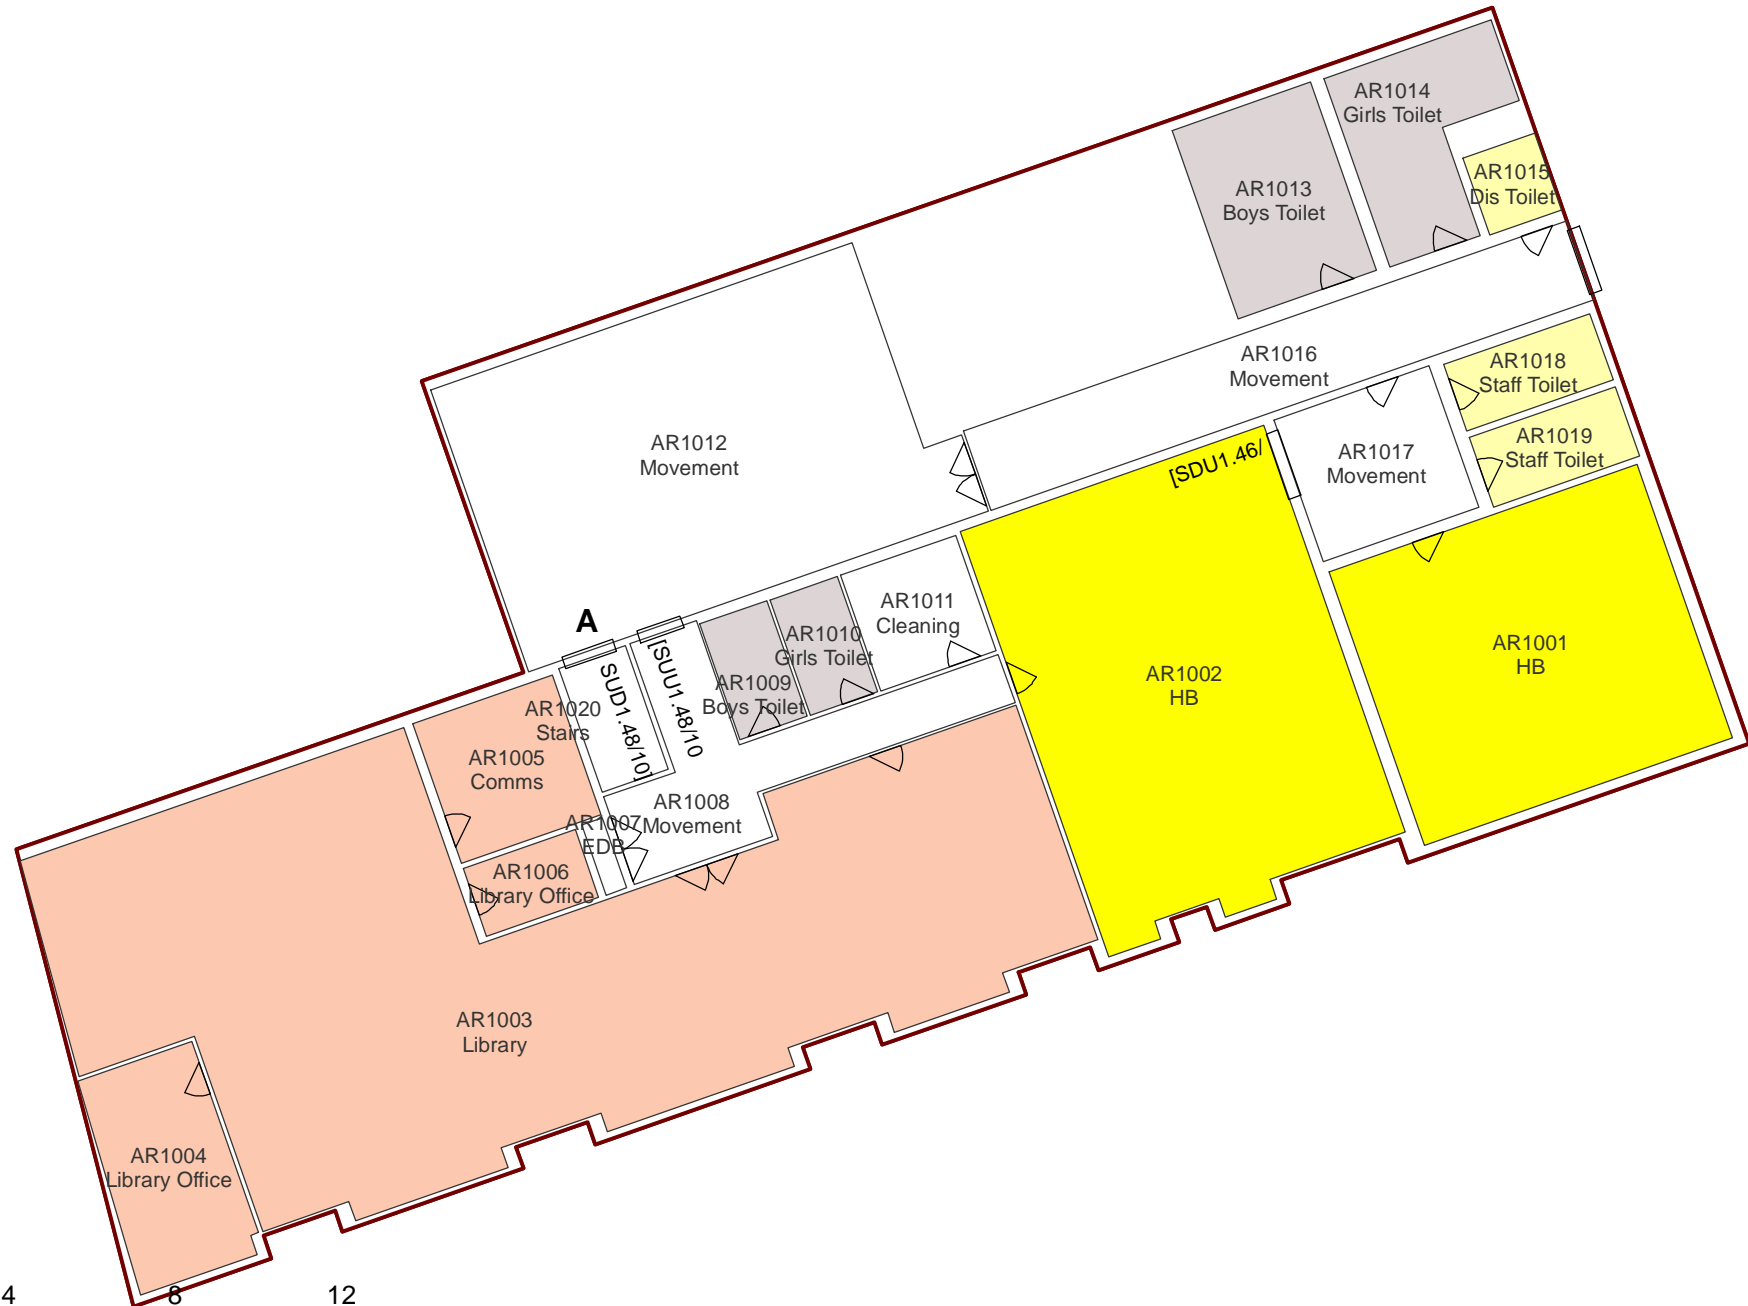 AR1014
Girls Toilet
AR1015
Dis Toilet
AR1013
Boys Toilet
AR1016
Movement
AR1018
Staff Toilet
AR1019
Staff Toilet
AR1012
Movement
[SDU1.46/
AR1017
Movement
A
AR1011
Cleaning
AR1010
Girls Toilet
AR1009
Boys Toilet
[SUU1.48/10
SUD1.48/10]
AR1020
Stairs
AR1002
HB
AR1001
HB
AR1005
Comms
AR1008
Movement
AR1007
EDB
AR1006
Library Office
AR1003
Library
AR1004
Library Office
4
8
12